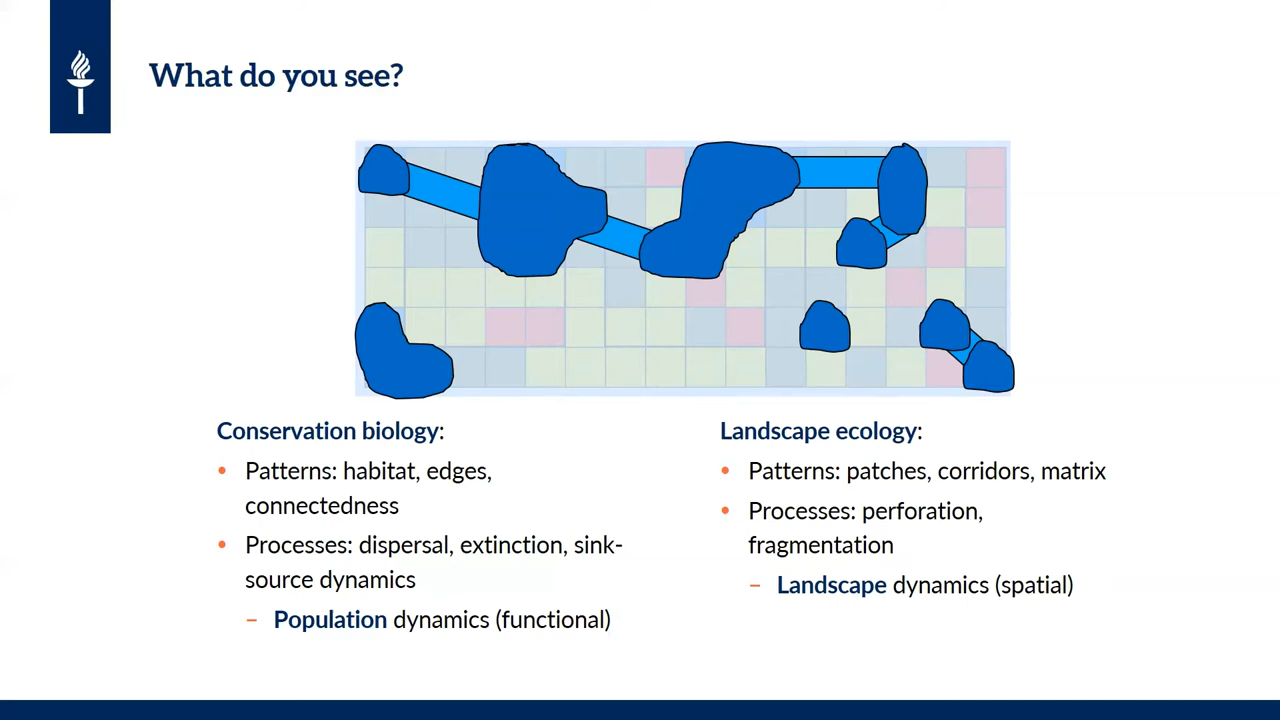 What do you see?
Conservation biology:
• Patterns: habitat, edges,
connectedness
• Processes: dispersal, extinction, sink-
source dynamics
– Population dynamics (functional)
Landscape ecology:
• Patterns: patches, corridors, matrix
• Processes: perforation,
fragmentation
– Landscape dynamics (spatial)